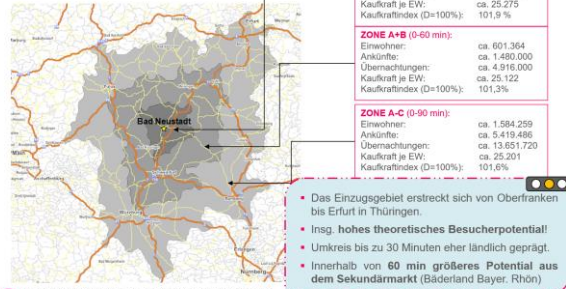 Kaufkraft je EW: ca. 25.275
Kaufkraftindex (D=100%): 101,9 %
ZONE A+B (0-60 min):
Einwohner: ca. 601.364
Ankünfte: ca. 1.480.000
Übernachtungen: ca. 4.916.000
Kaufkraft je EW: ca. 25.122
Kaufkraftindex (D=100%): 101,3%
Bad Neustadt
ZONE A-C (0-90 min):
Einwohner: ca. 1.584.259
Ankünfte: ca. 5.419.486
Übernachtungen: ca. 13.651.720
Kaufkraft je EW: ca. 25.201
Kaufkraftindex (D=100%): 101,6%
Nürnberg
▪ Das Einzugsgebiet erstreckt sich von Oberfranken
bis Erfurt in Thüringen.
▪ Insg. hohes theoretisches Besucherpotential!
▪ Umkreis bis zu 30 Minuten eher ländlich geprägt.
▪ Innerhalb von 60 min größeres Potential aus
dem Sekundärmarkt (Bäderland Bayer. Rhön)